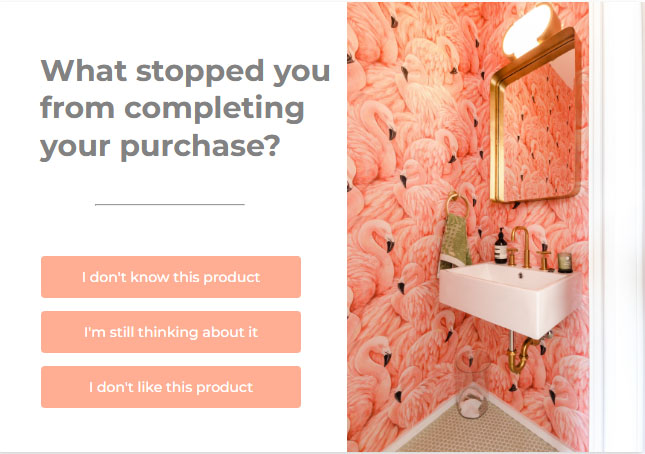 What stopped you
from completing
your purchase?
I don't know this product
I'm still thinking about it
I don't like this product